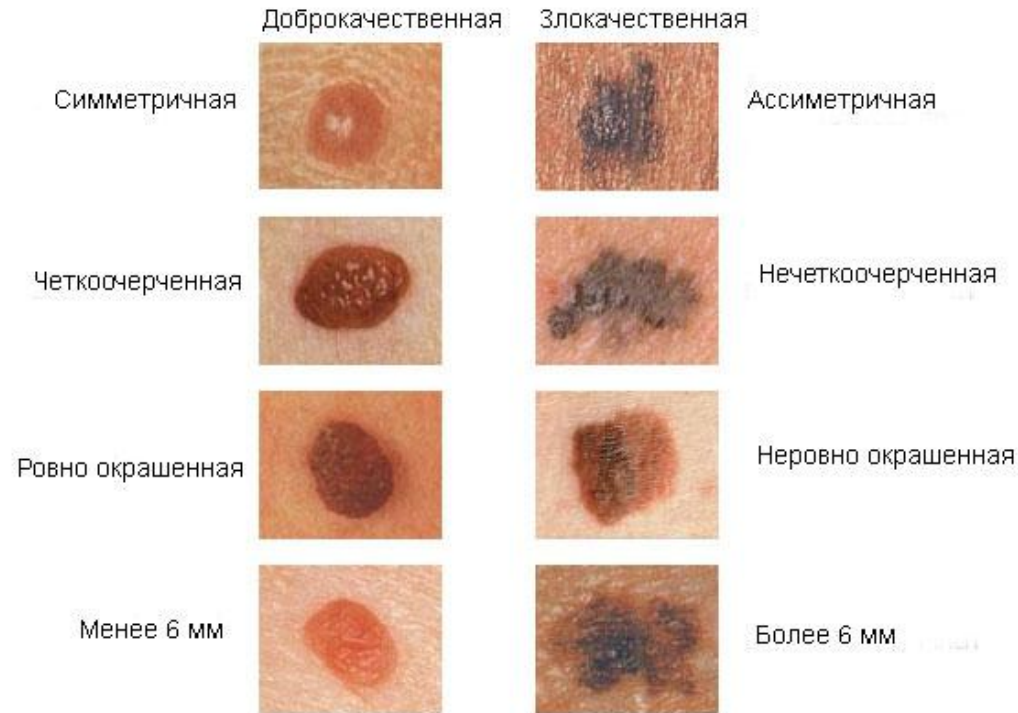 Доброкачественная Злокачественная
Симметричная Ассиметричная
Четкоочерченная Нечеткоочерченная
Ровно окрашенная Неровно окрашенная
Менее 6 мм Более 6 мм